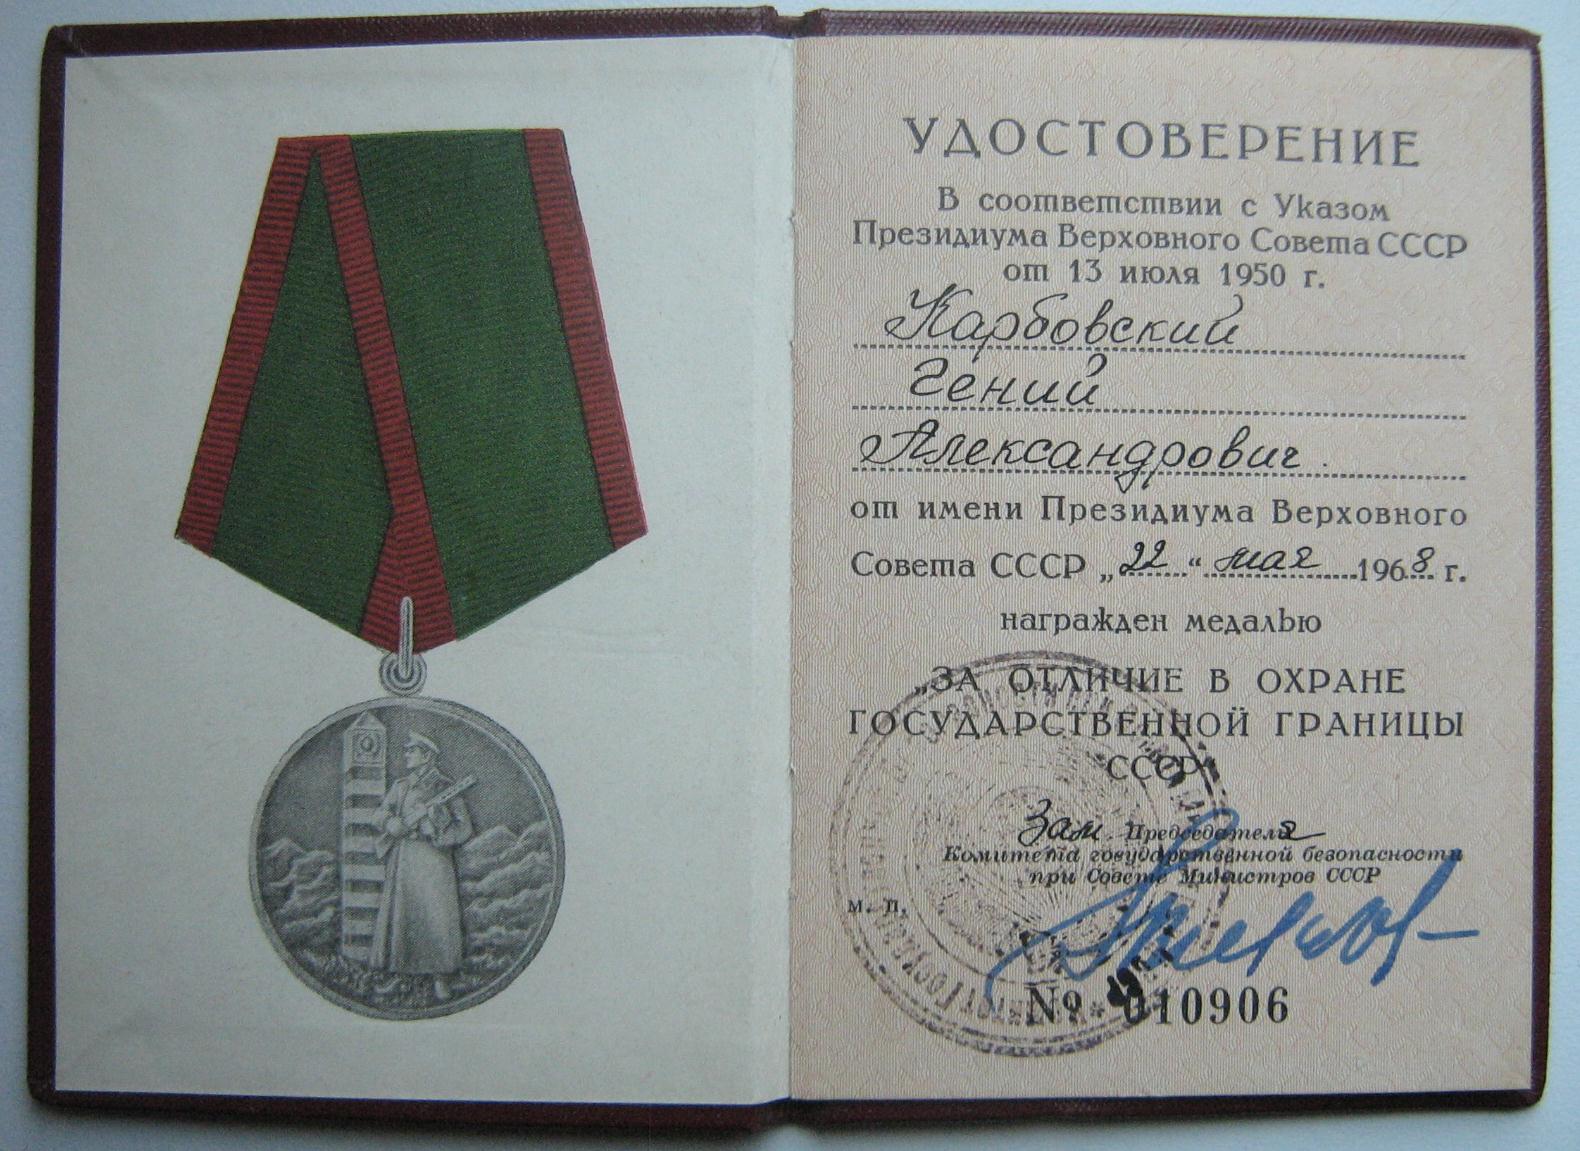 УДОСТОВЕРЕНИЕ
В соответствии с Указом
Президиума Верховного Совета СССР
от 13 июля 1950 г.
Карбовский
Гений
Александрович
от имени Президиума Верховного
Совета СССР „22“ мая 1968 г.
награжден медалью
„ЗА ОТЛИЧИЕ В ОХРАНЕ
ГОСУДАРСТВЕННОЙ ГРАНИЦЫ
СССР“
Зам Председателя
Комитета государственной безопасности
при Совете Министров СССР
м. п.
№ 010906